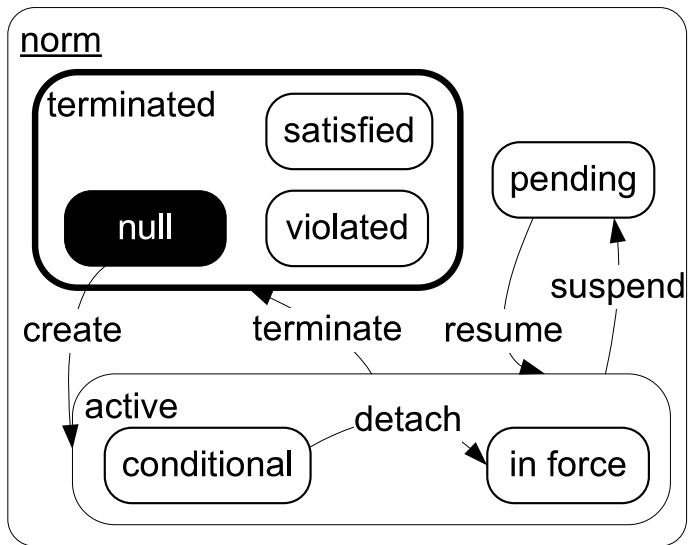 norm
terminated
satisfied
pending
null
violated
suspend
create
terminate
resume
active
detach
conditional
in force